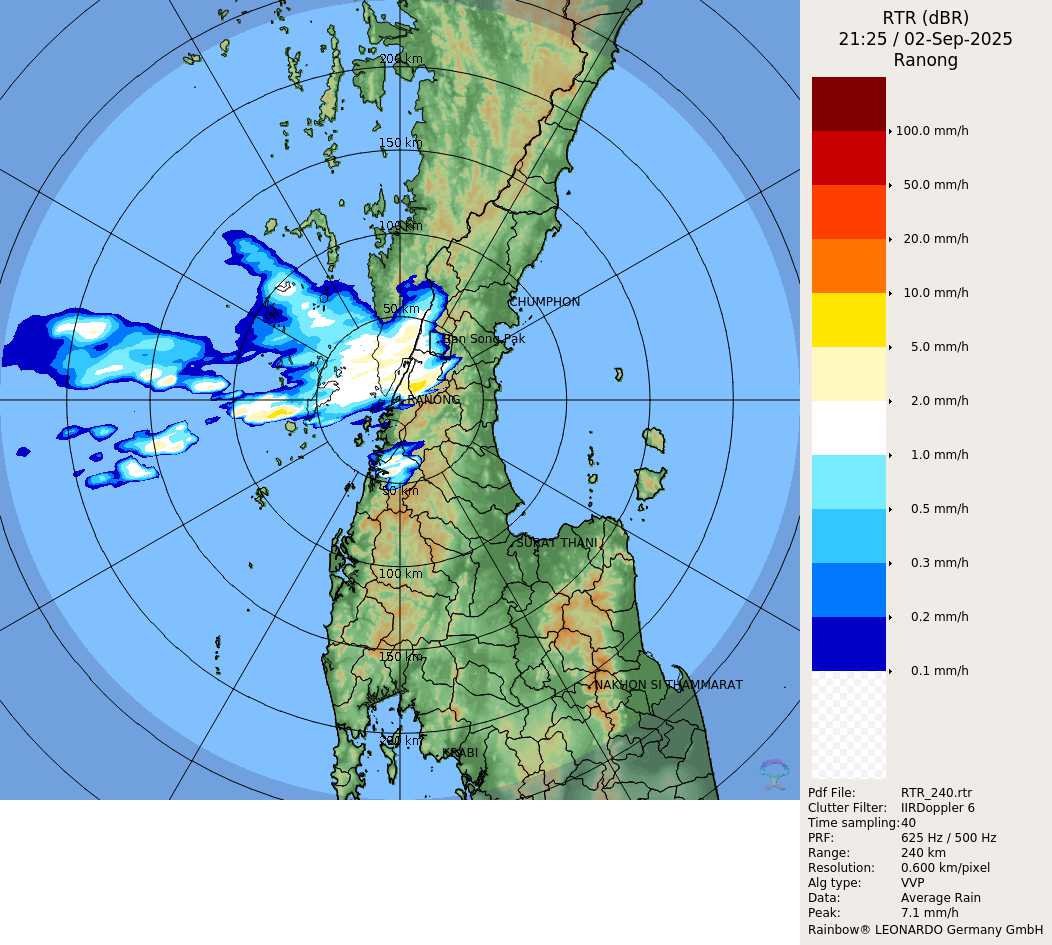 RTR (dBR)
21:25 / 02-Sep-2025
Ranong
200 km
150 km
100 km
50 km
CHUMPHON
Ban Song Pak
RANONG
50 km
SURAT THANI
100 km
150 km
NAKHON SI THAMMARAT
200 km
KRABI
100.0 mm/h
50.0 mm/h
20.0 mm/h
10.0 mm/h
5.0 mm/h
2.0 mm/h
1.0 mm/h
0.5 mm/h
0.3 mm/h
0.2 mm/h
0.1 mm/h
Pdf File: RTR_240.rtr
Clutter Filter: IIRDoppler 6
Time sampling: 40
PRF: 625 Hz / 500 Hz
Range: 240 km
Resolution: 0.600 km/pixel
Alg type: VVP
Data: Average Rain
Peak: 7.1 mm/h
Rainbow® LEONARDO Germany GmbH